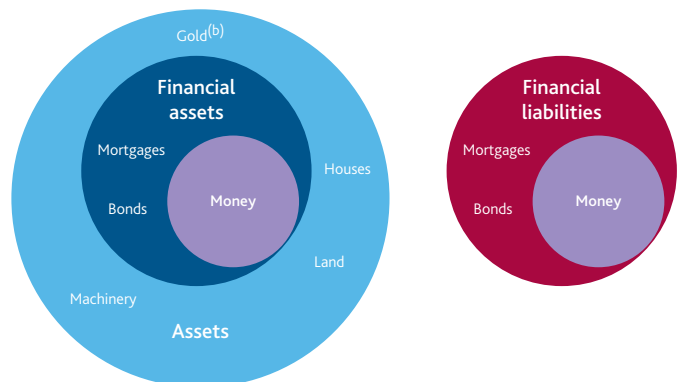 Gold(b)
Financial
assets
Mortgages
Houses
Bonds
Money
Land
Machinery
Assets
Financial
liabilities
Mortgages
Bonds
Money